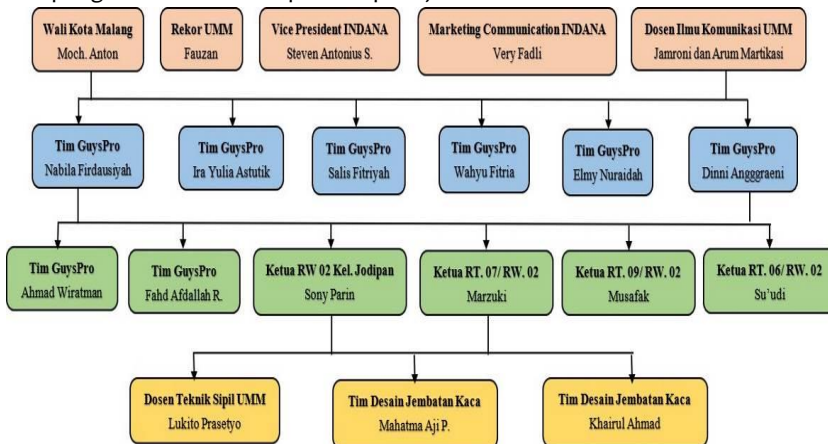 Wali Kota Malang
Moch. Anton
Rekor UMM
Fauzan
Vice President INDANA
Steven Antonius S.
Marketing Communication INDANA
Very Fadli
Dosen Ilmu Komunikasi UMM
Jamroni dan Arum Martikasi
Tim GuysPro
Nabila Firdausiyah
Tim GuysPro
Ira Yulia Astutik
Tim GuysPro
Salis Fitriyah
Tim GuysPro
Wahyu Fitria
Tim GuysPro
Elmy Nuraidah
Tim GuysPro
Dinni Angggraeni
Tim GuysPro
Ahmad Wiratman
Tim GuysPro
Fahd Afdallah R.
Ketua RW 02 Kel. Jodipan
Sony Parin
Ketua RT. 07/ RW. 02
Marzuki
Ketua RT. 09/ RW. 02
Musafak
Ketua RT. 06/ RW. 02
Su'udi
Dosen Teknik Sipil UMM
Lukito Prasetyo
Tim Desain Jembatan Kaca
Mahatma Aji P.
Tim Desain Jembatan Kaca
Khairul Ahmad